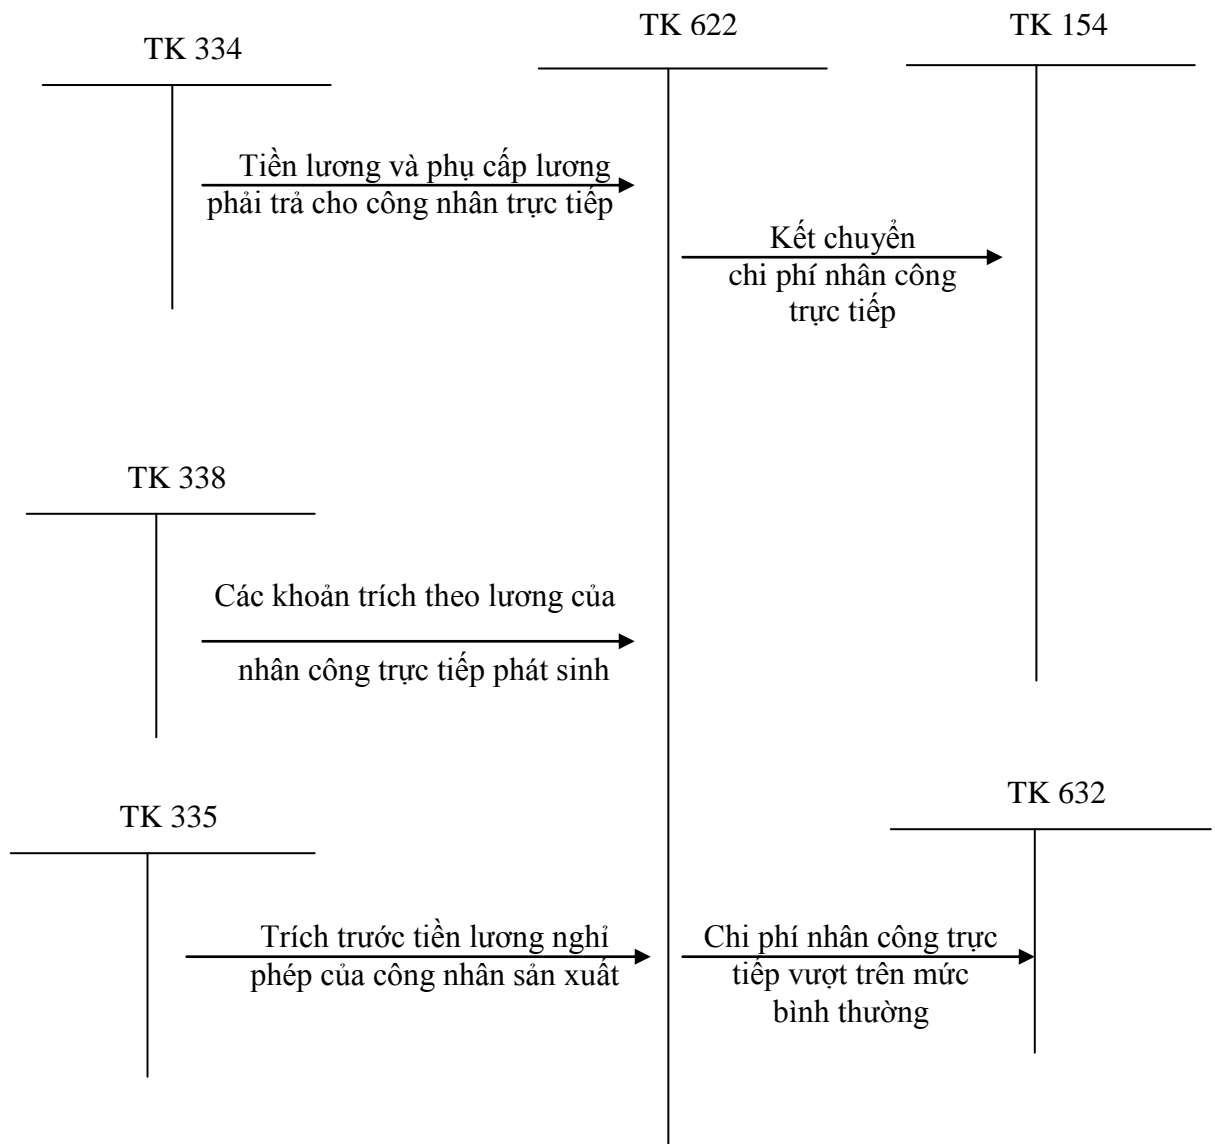 TK 334
TK 622
TK 154
Tiền lương và phụ cấp lương
phải trả cho công nhân trực tiếp
Kết chuyển
chi phí nhân công
trực tiếp
TK 338
Các khoản trích theo lương của
nhân công trực tiếp phát sinh
TK 335
TK 632
Trích trước tiền lương nghỉ
phép của công nhân sản xuất
Chi phí nhân công trực
tiếp vượt trên mức
bình thường